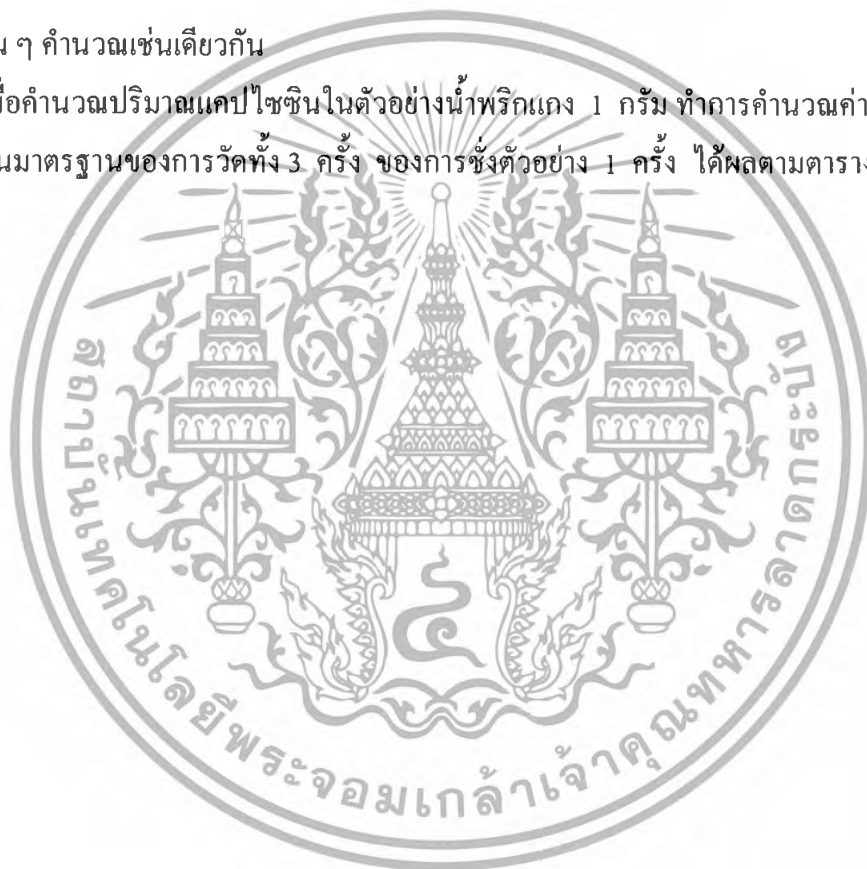 น ๆ คำนวณเช่นเดียวกัน
มื่อคำนวณปริมาณแคปไซซินในตัวอย่างน้ำพริกแกง 1 กรัม ทำการคำนวณค่า
นมาตรฐานของการวัดทั้ง 3 ครั้ง ของการชั่งตัวอย่าง 1 ครั้ง ได้ผลตามตาราง
สถาบันเทคโนโลยีพระจอมเกล้าเจ้าคุณทหารลาดกระบัง